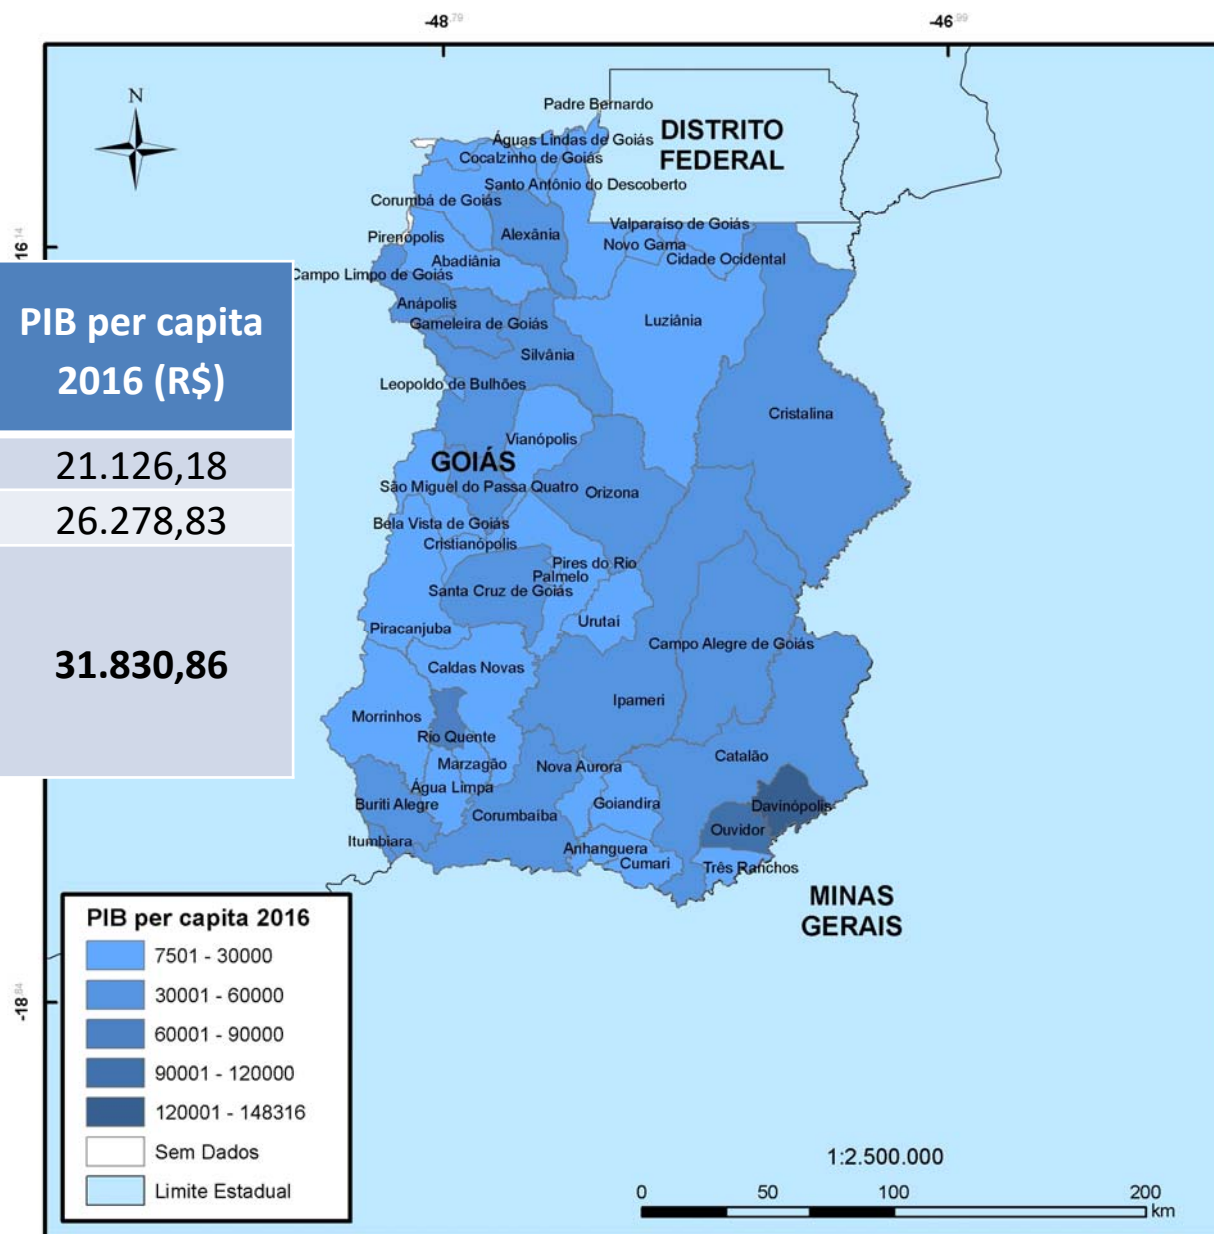 -48,79
-46,99
N
Padre Bernardo
DISTRITO
FEDERAL
Águas Lindas de Goiás
Cocalzinho de Goiás
Santo Antônio do Descoberto
Corumbá de Goiás
Valparaiso de Goiás
Alexânia
Pirenópolis
Novo Gama
-16,14
Abadiânia
Cidade Ocidental
Campo Limpo de Goiás
Anápolis
Gameleira de Goiás
Luziânia
PIB per capita
2016 (R$)
Silvânia
Leopoldo de Bulhões
Cristalina
Vianópolis
GOIÁS
21.126,18
São Miguel do Passa Quatro
Orizona
26.278,83
Bela Vista de Goiás
Cristianópolis
Pires do Rio
Palmelo
Santa Cruz de Goiás
Urutaí
Piracanjuba
Campo Alegre de Goiás
31.830,86
Caldas Novas
Ipameri
Morrinhos
Rio Quente
Catalão
Marzagão
Nova Aurora
Água Limpa
Buriti Alegre
Goiandira
Davinópolis
Corumbaíba
Ouvidor
Itumbiara
Anhanguera
Cumari
Três Ranchos
MINAS
GERAIS
PIB per capita 2016
7501 - 30000
30001 - 60000
60001 - 90000
90001 - 120000
120001 - 148316
Sem Dados
Limite Estadual
-18,84
1:2.500.000
0 50 100 200
km